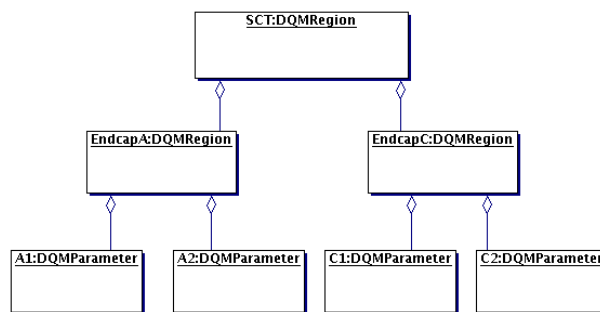 SCT:DQMRegion
EndcapA:DQMRegion
EndcapC:DQMRegion
A1:DQMParameter
A2:DQMParameter
C1:DQMParameter
C2:DQMParameter